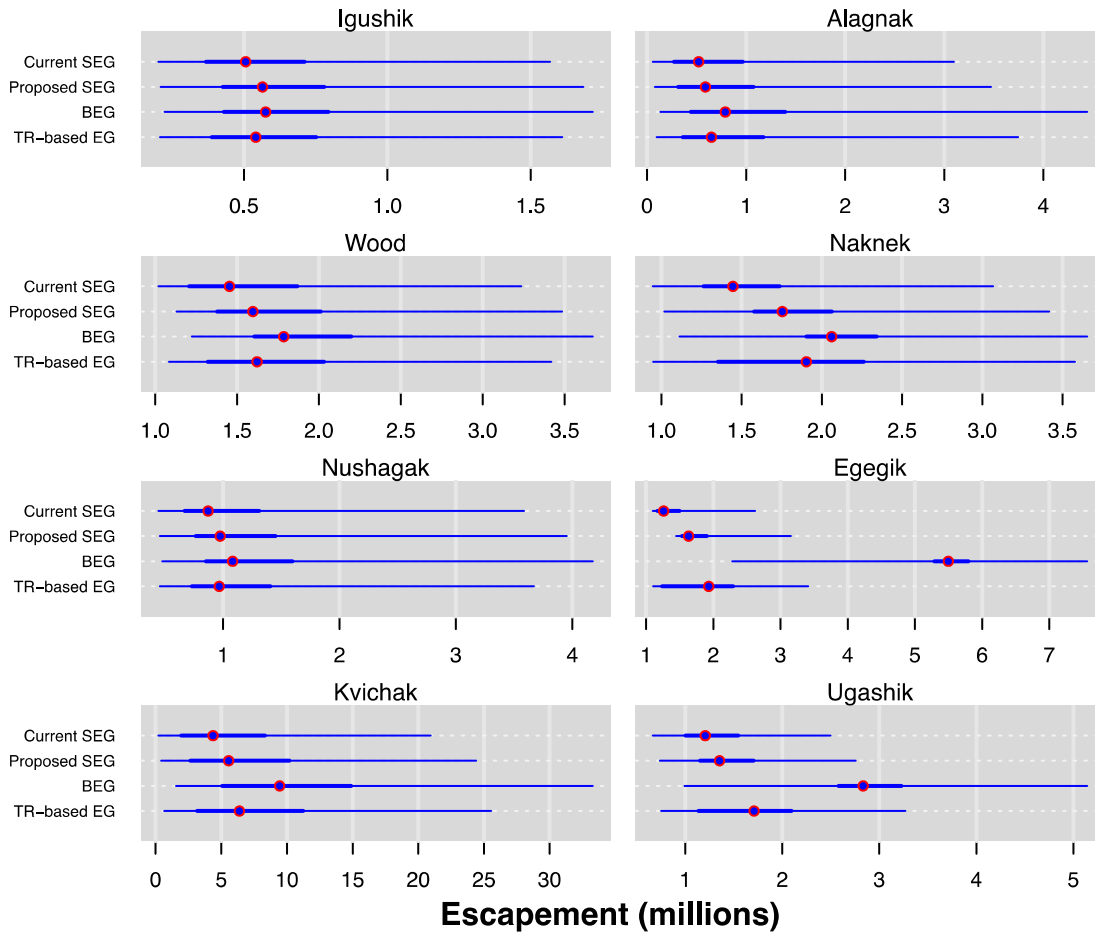 Igushik
Alagnak
Current SEG
Proposed SEG
BEG
TR−based EG
0.5 1.0 1.5
0 1 2 3 4
Wood
Naknek
Current SEG
Proposed SEG
BEG
TR−based EG
1.0 1.5 2.0 2.5 3.0 3.5
1.0 1.5 2.0 2.5 3.0 3.5
Nushagak
Egegik
Current SEG
Proposed SEG
BEG
TR−based EG
1 2 3 4
1 2 3 4 5 6 7
Kvichak
Ugashik
Current SEG
Proposed SEG
BEG
TR−based EG
0 5 10 15 20 25 30
1 2 3 4 5
Escapement (millions)